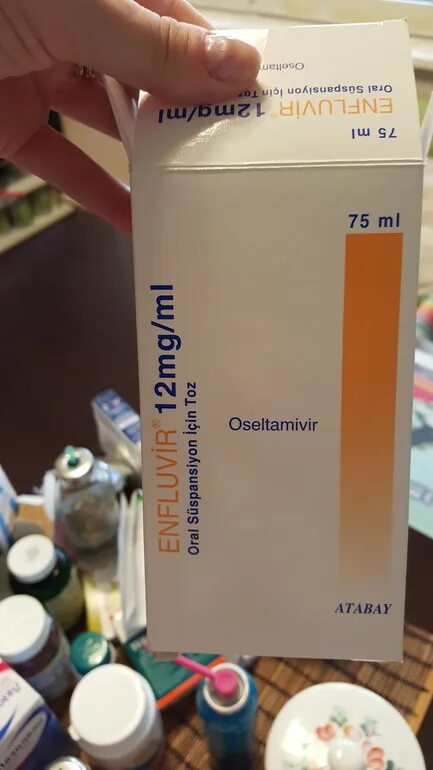 75 ml
ENFLUVİR® 12mg/ml
Oral Süspansiyon İçin Toz
Oseltam
75 ml
ENFLUVİR® 12mg/ml
Oral Süspansiyon İçin Toz
Oseltamivir
ATABAY